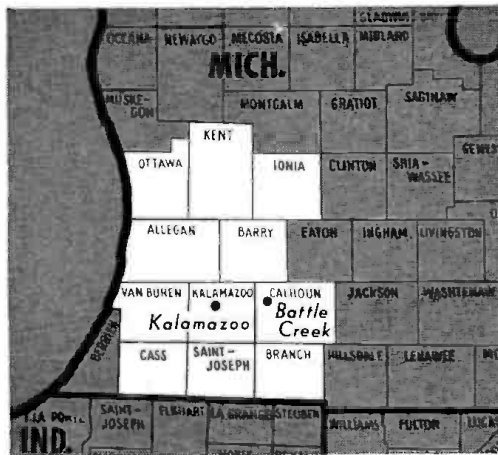 GLADWIN
OCEANA NEWAYGO MECOSTA ISABELLA MIDLAND
MICH.
MUSKE-
GON
MONTCALM GRATIOT SAGINAW
KENT
OTTAWA IONIA CLINTON SHIA-
WASSEE
ALLEGAN BARRY EATON INGHAM LIVINGSTON
VAN BUREN KALAMAZOO CALHOUN JACKSON
Kalamazoo Battle
Creek
BERRIEN
CASS SAINT-
JOSEPH BRANCH HILLSDALE LENAWEE
LA PORTE SAINT-
JOSEPH ELKHART LA GRANGE STEUBEN WILLIAMS FULTON
IND.